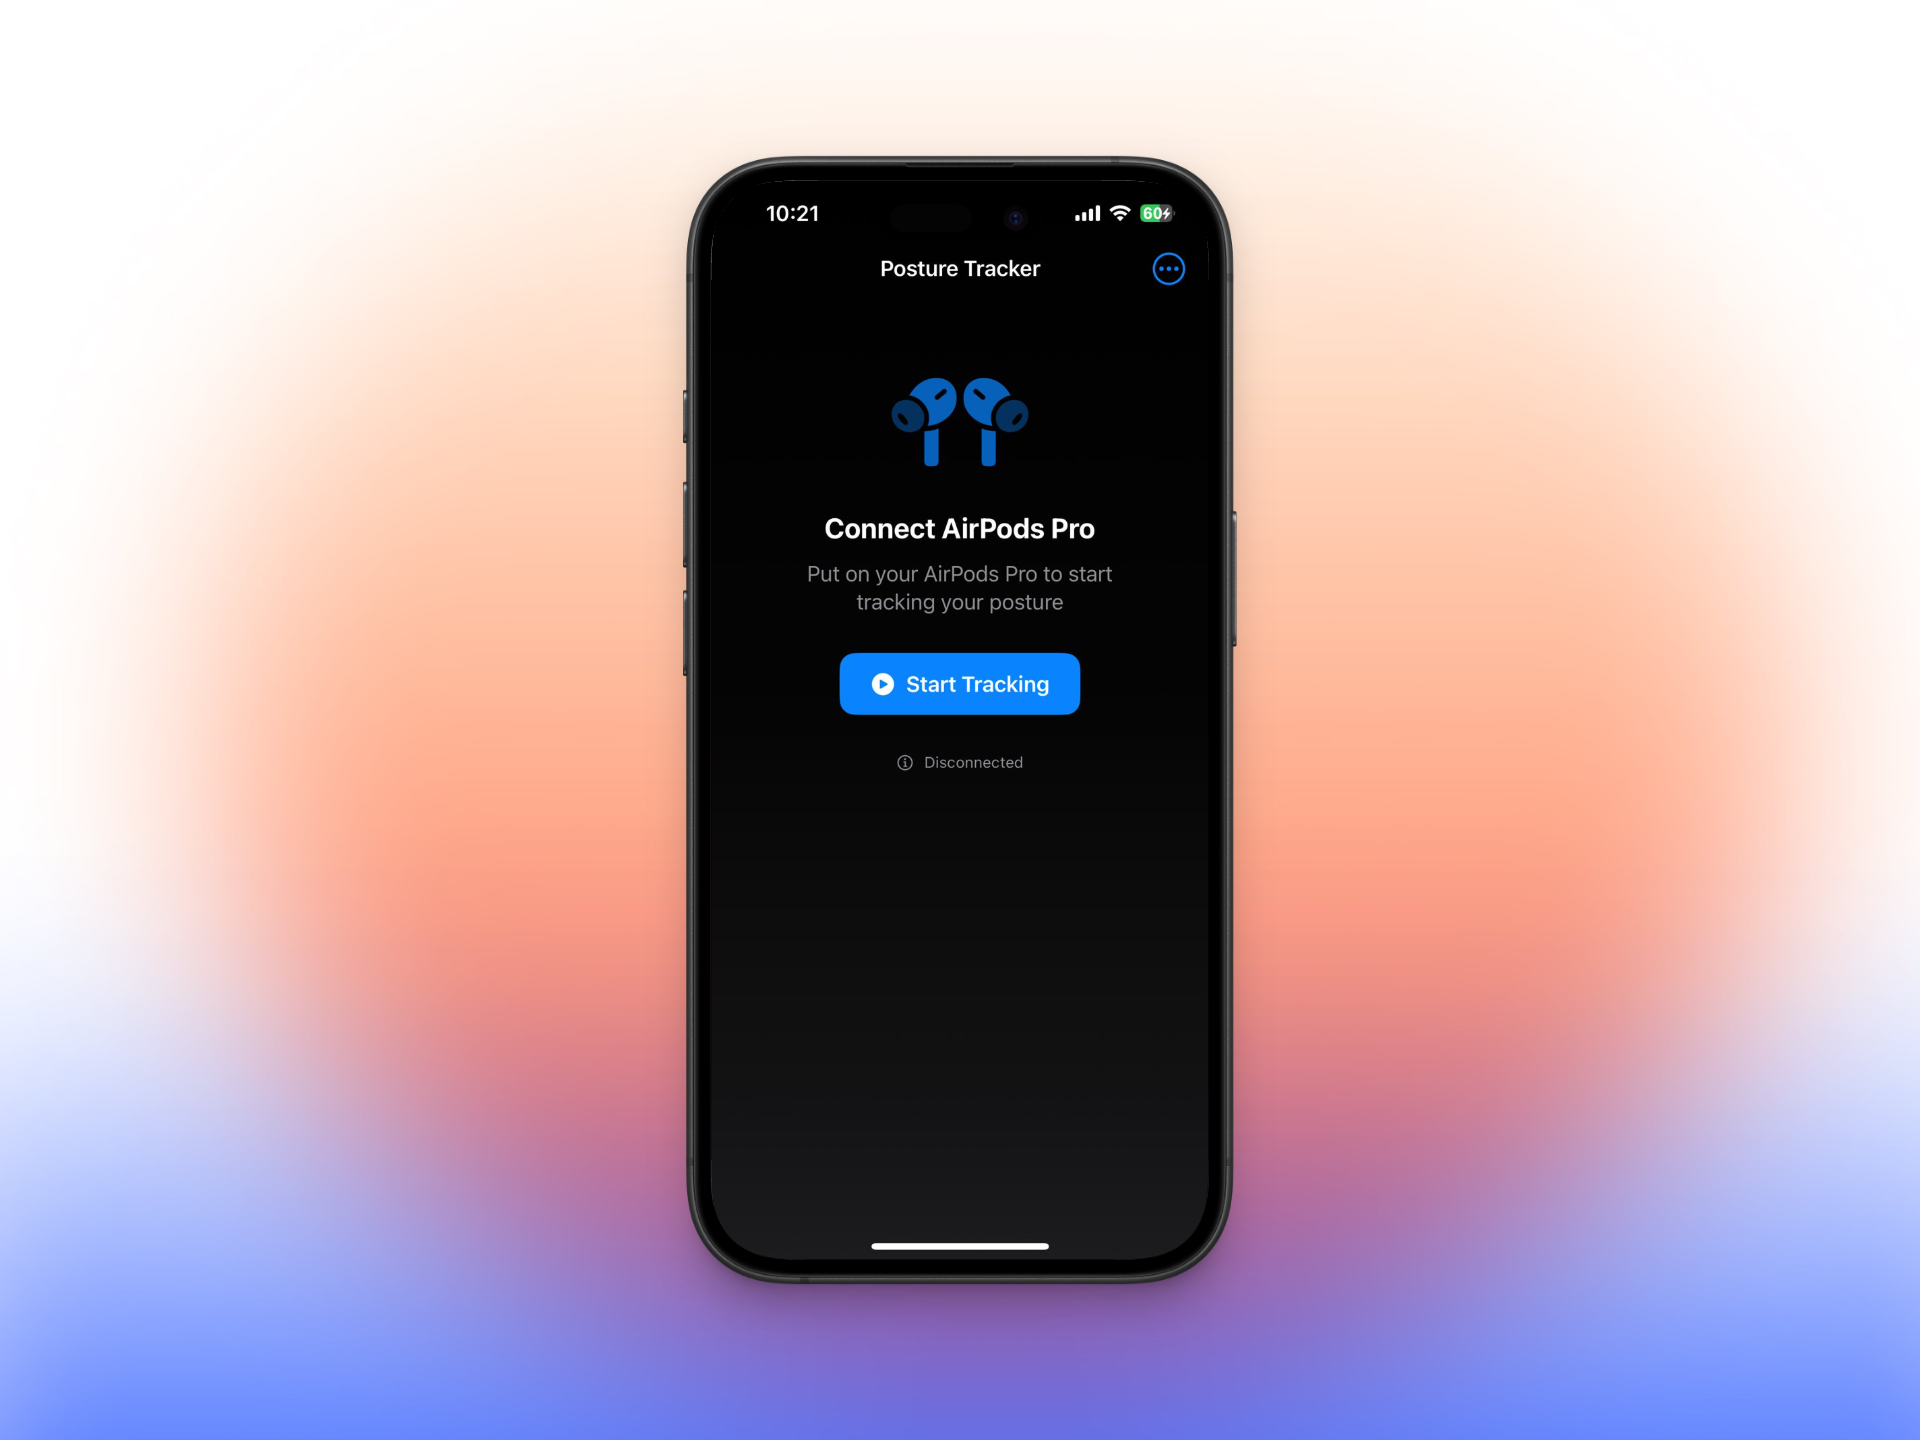 10:21
60
Posture Tracker
Connect AirPods Pro
Put on your AirPods Pro to start
tracking your posture
Start Tracking
Disconnected